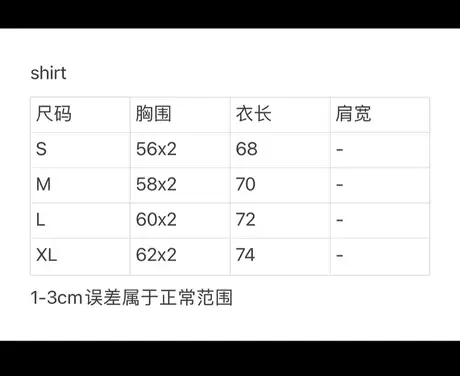 shirt
尺码 胸围 衣长 肩宽
S 56x2 68 -
M 58x2 70 -
L 60x2 72 -
XL 62x2 74 -
1-3cm误差属于正常范围